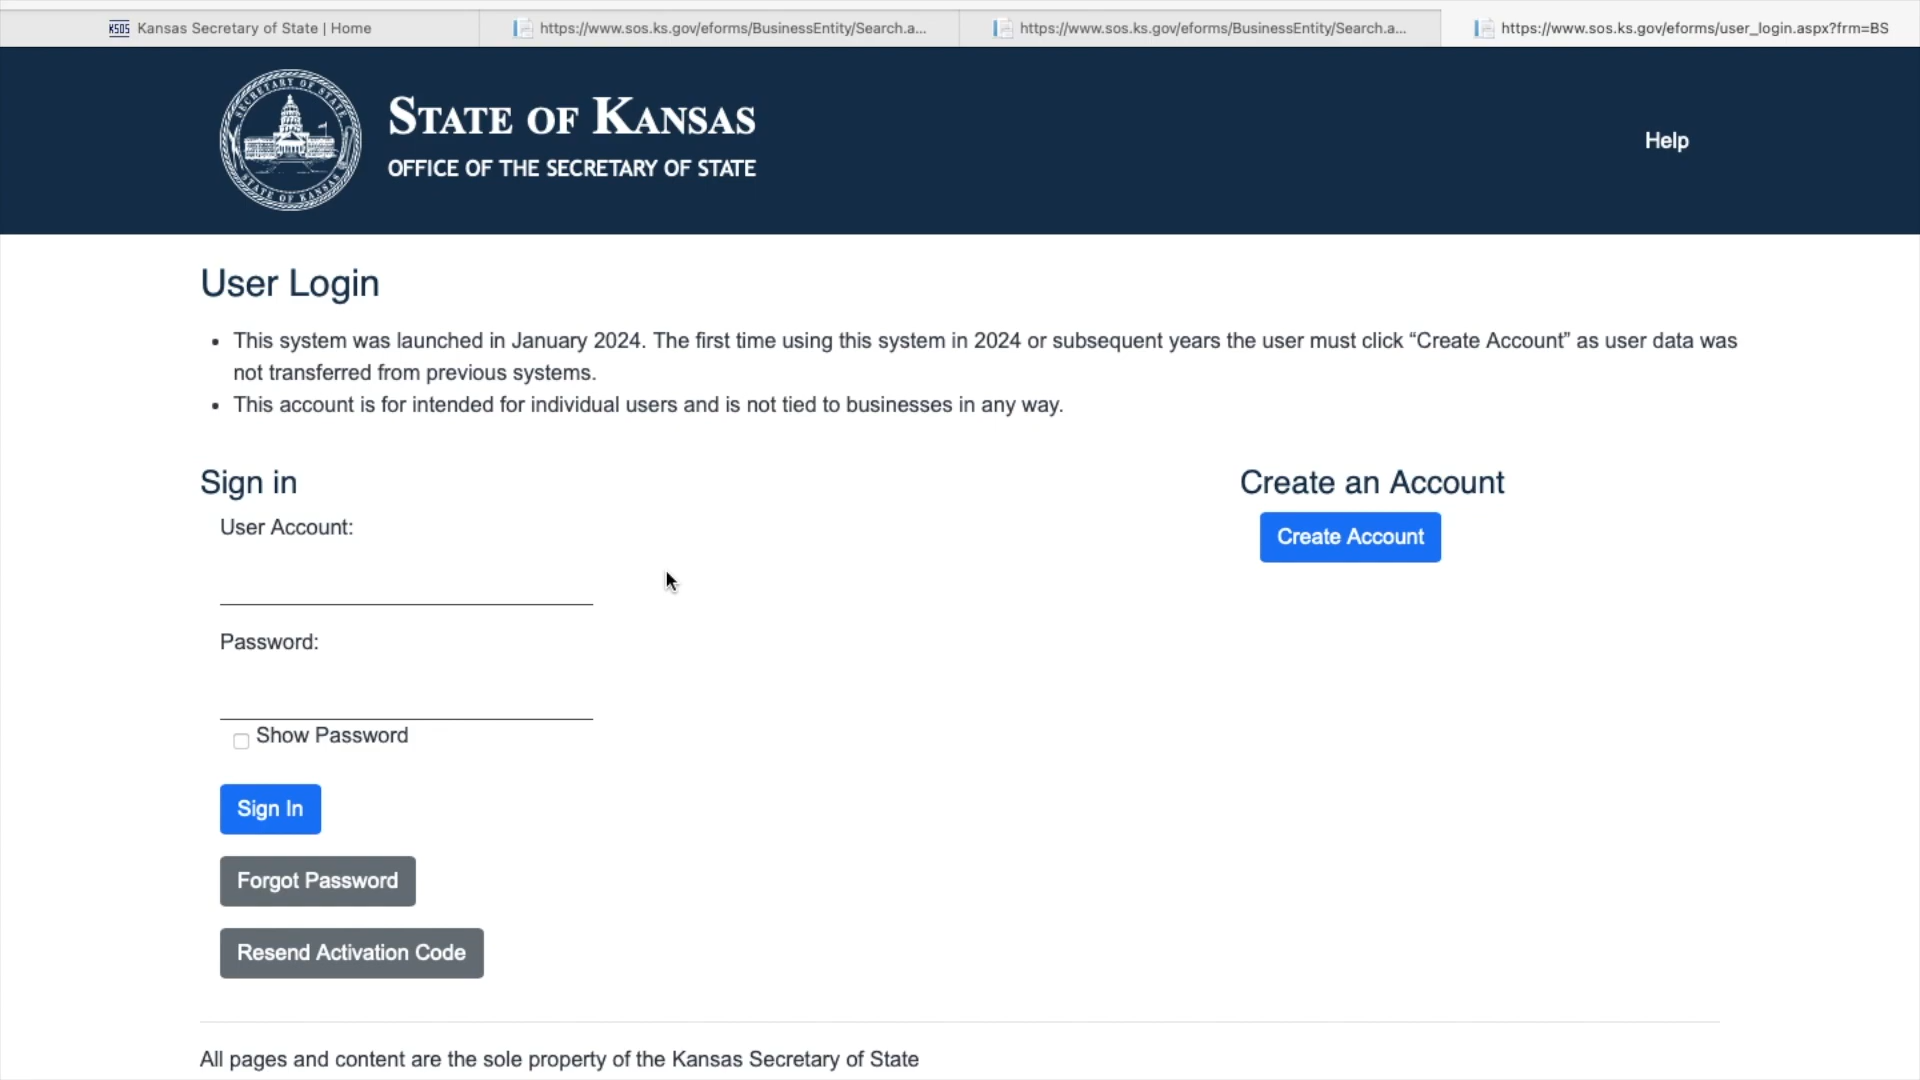 Kansas Secretary of State | Home
https://www.sos.ks.gov/eforms/BusinessEntity/Search.a...
https://www.sos.ks.gov/eforms/BusinessEntity/Search.a...
https://www.sos.ks.gov/eforms/user_login.aspx?frm=BS
SECRETARY OF STATE
STATE OF KANSAS
STATE OF KANSAS
OFFICE OF THE SECRETARY OF STATE
Help
User Login
• This system was launched in January 2024. The first time using this system in 2024 or subsequent years the user must click “Create Account” as user data was
not transferred from previous systems.
• This account is for intended for individual users and is not tied to businesses in any way.
Sign in
User Account:
Password:
Show Password
Sign In
Forgot Password
Resend Activation Code
Create an Account
Create Account
All pages and content are the sole property of the Kansas Secretary of State